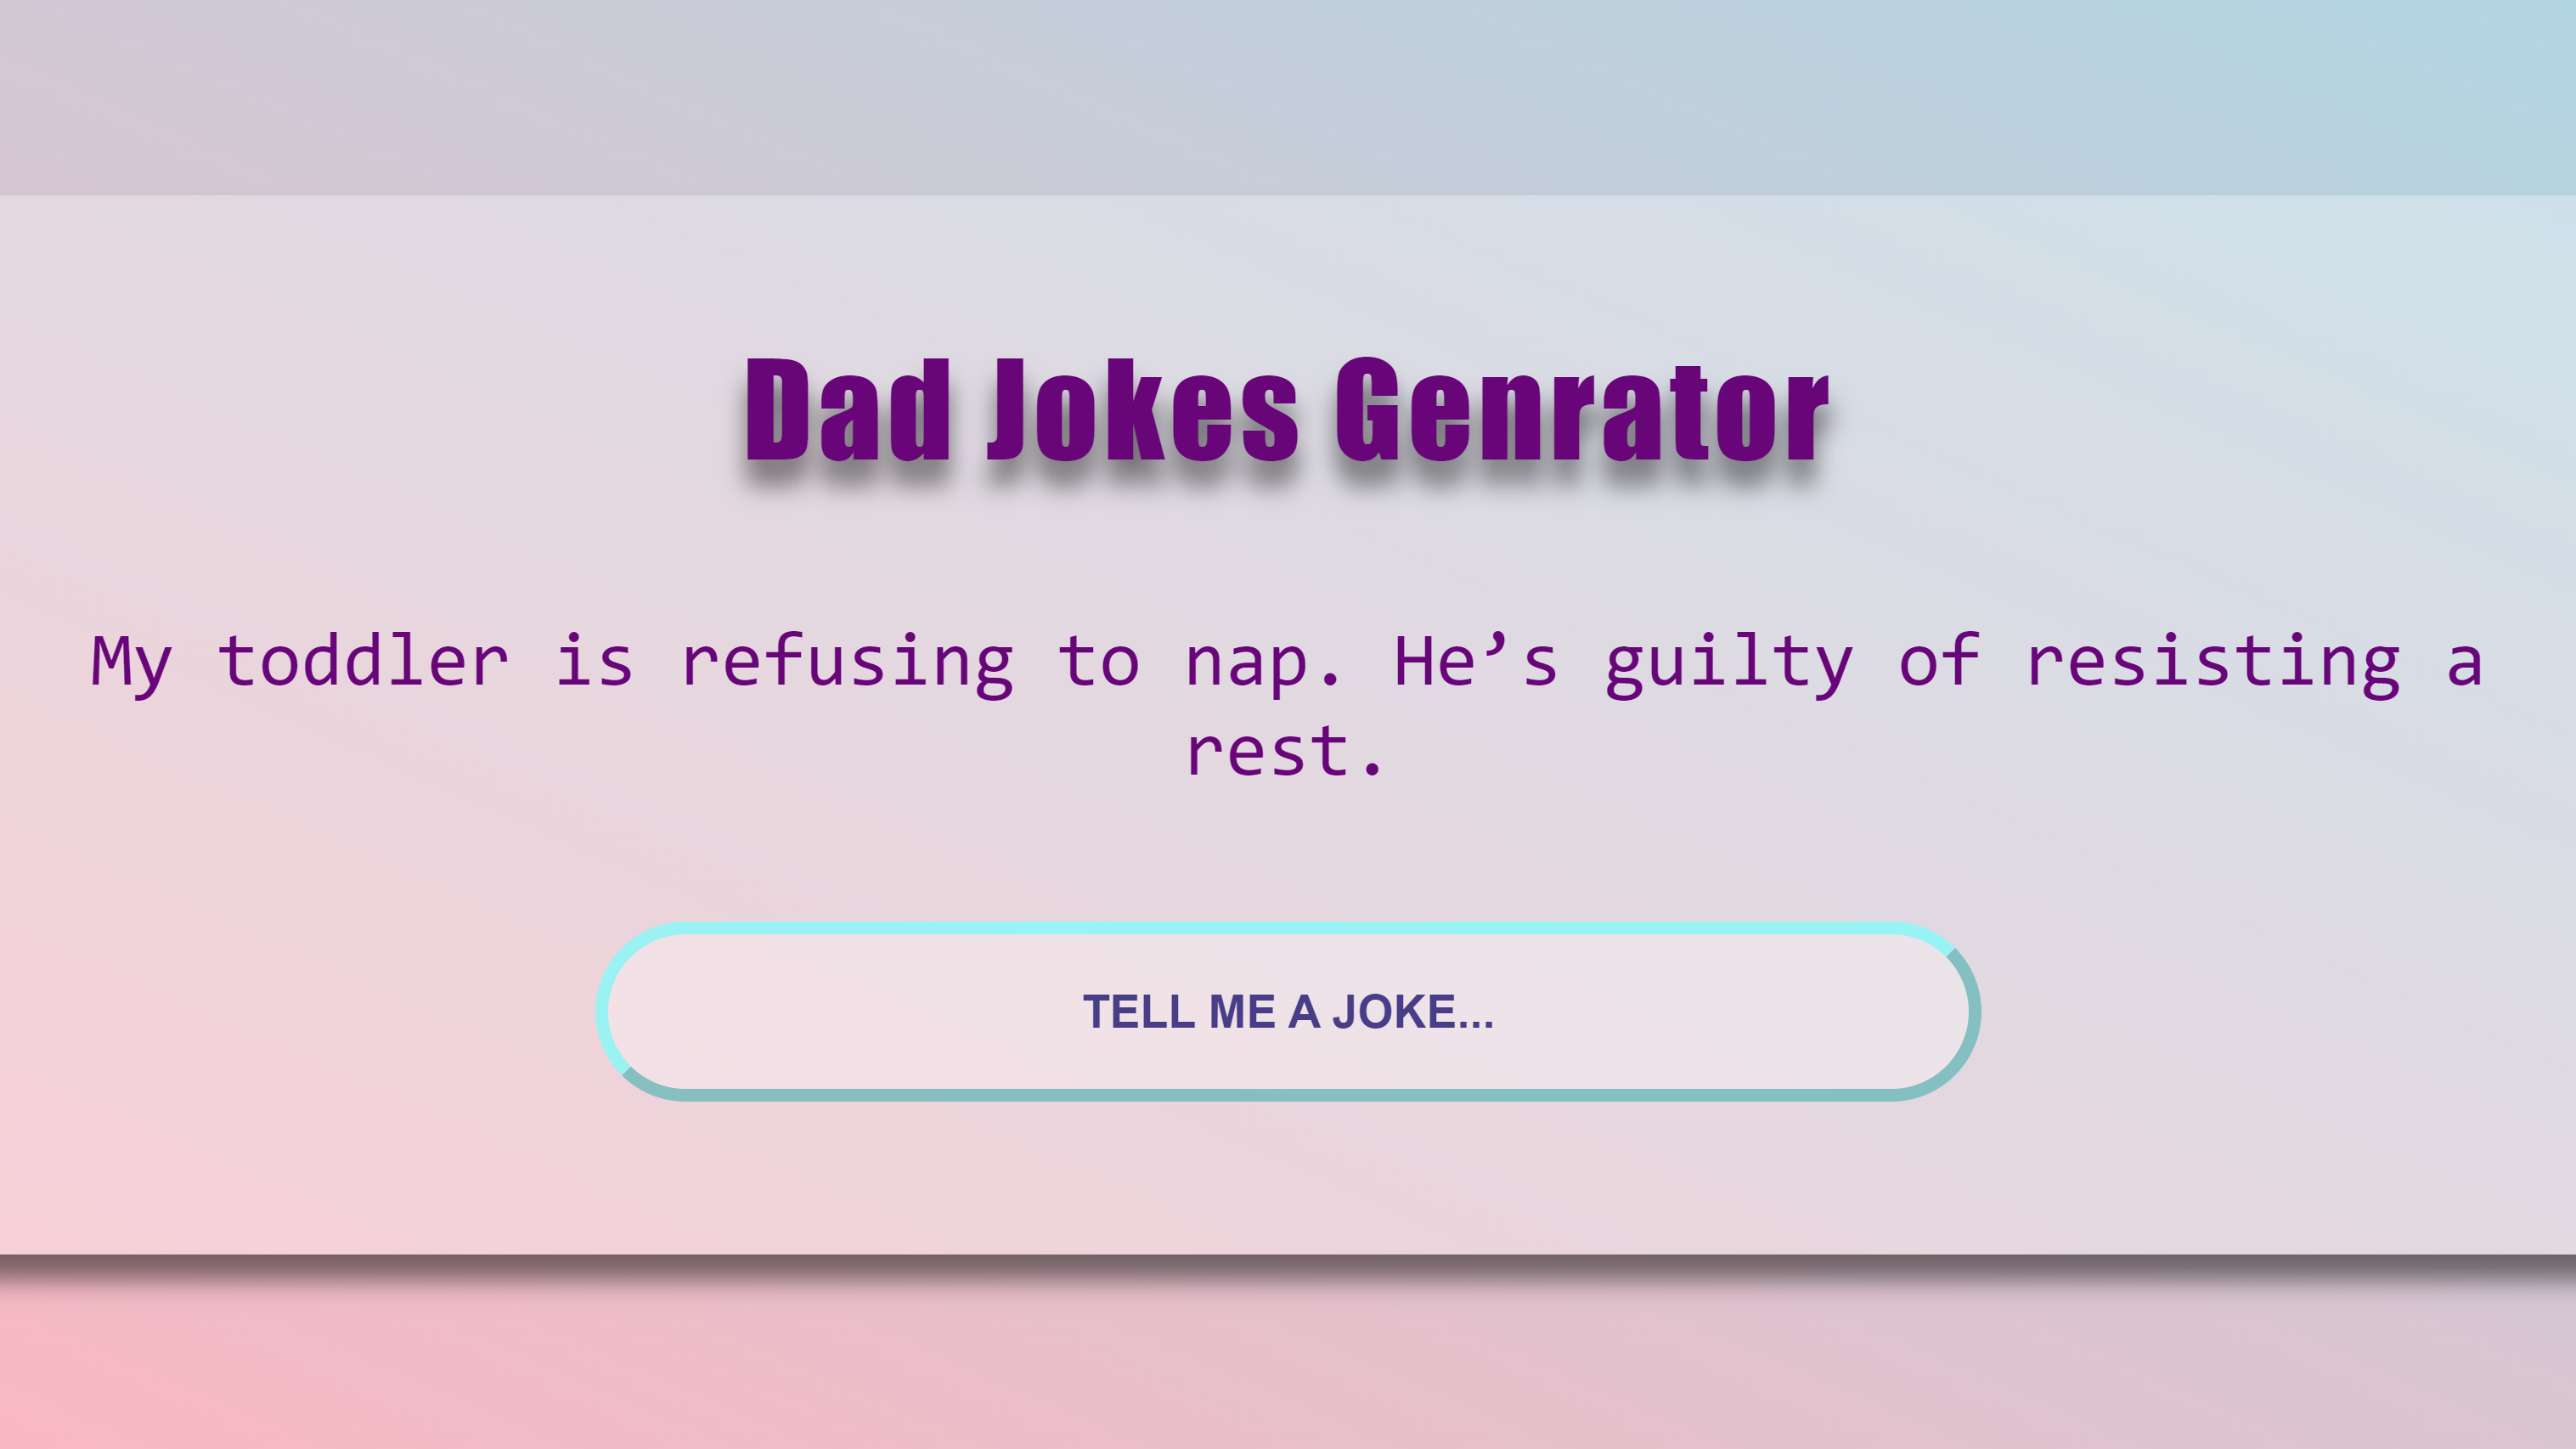 Dad Jokes Genrator
My toddler is refusing to nap. He’s guilty of resisting a
rest.
TELL ME A JOKE...